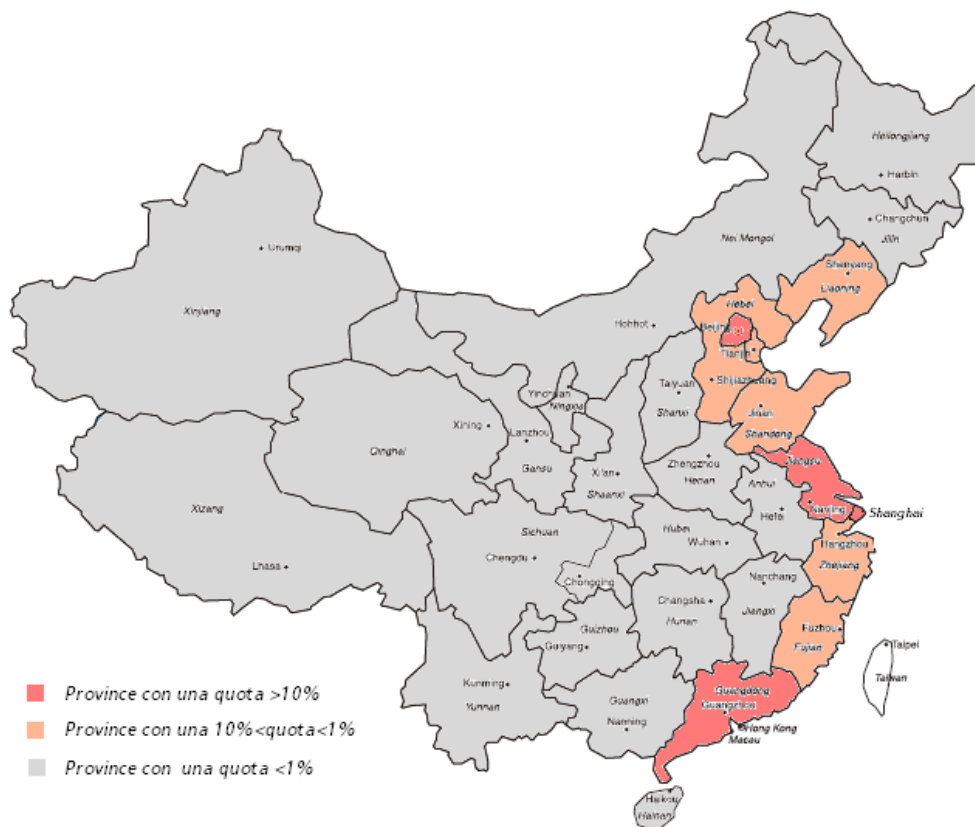 Heilongjiang
Harbin
Changchun
Jilin
Nei Mongol
Urumqi
Shenyang
Liaoning
Xinjiang
Hebei
Hohhot
Beijing
Tianjin
Shijiazhuang
Taiyuan
Yinchuan
Ningxia
Shanxi
Jinan
Xining
Lanzhou
Shandong
Qinghai
Jiangsu
Zhengzhou
Gansu
Xi'an
Henan
Anhui
Shaanxi
Xizang
Nanjing
Shanghai
Hefei
Sichuan
Hubei
Wuhan
Hangzhou
Chengdu
Zhejiang
Lhasa
Chongqing
Nanchang
Changsha
Jiangxi
Hunan
Guizhou
Fuzhou
Guiyang
Fujian
Taipei
Taiwan
Kunming
Guangdong
Guangxi
Guangzhou
Yunnan
Nanning
Hong Kong
Macau
Haikou
Hainan
Province con una quota >10%
Province con una 10%<quota<1%
Province con una quota <1%